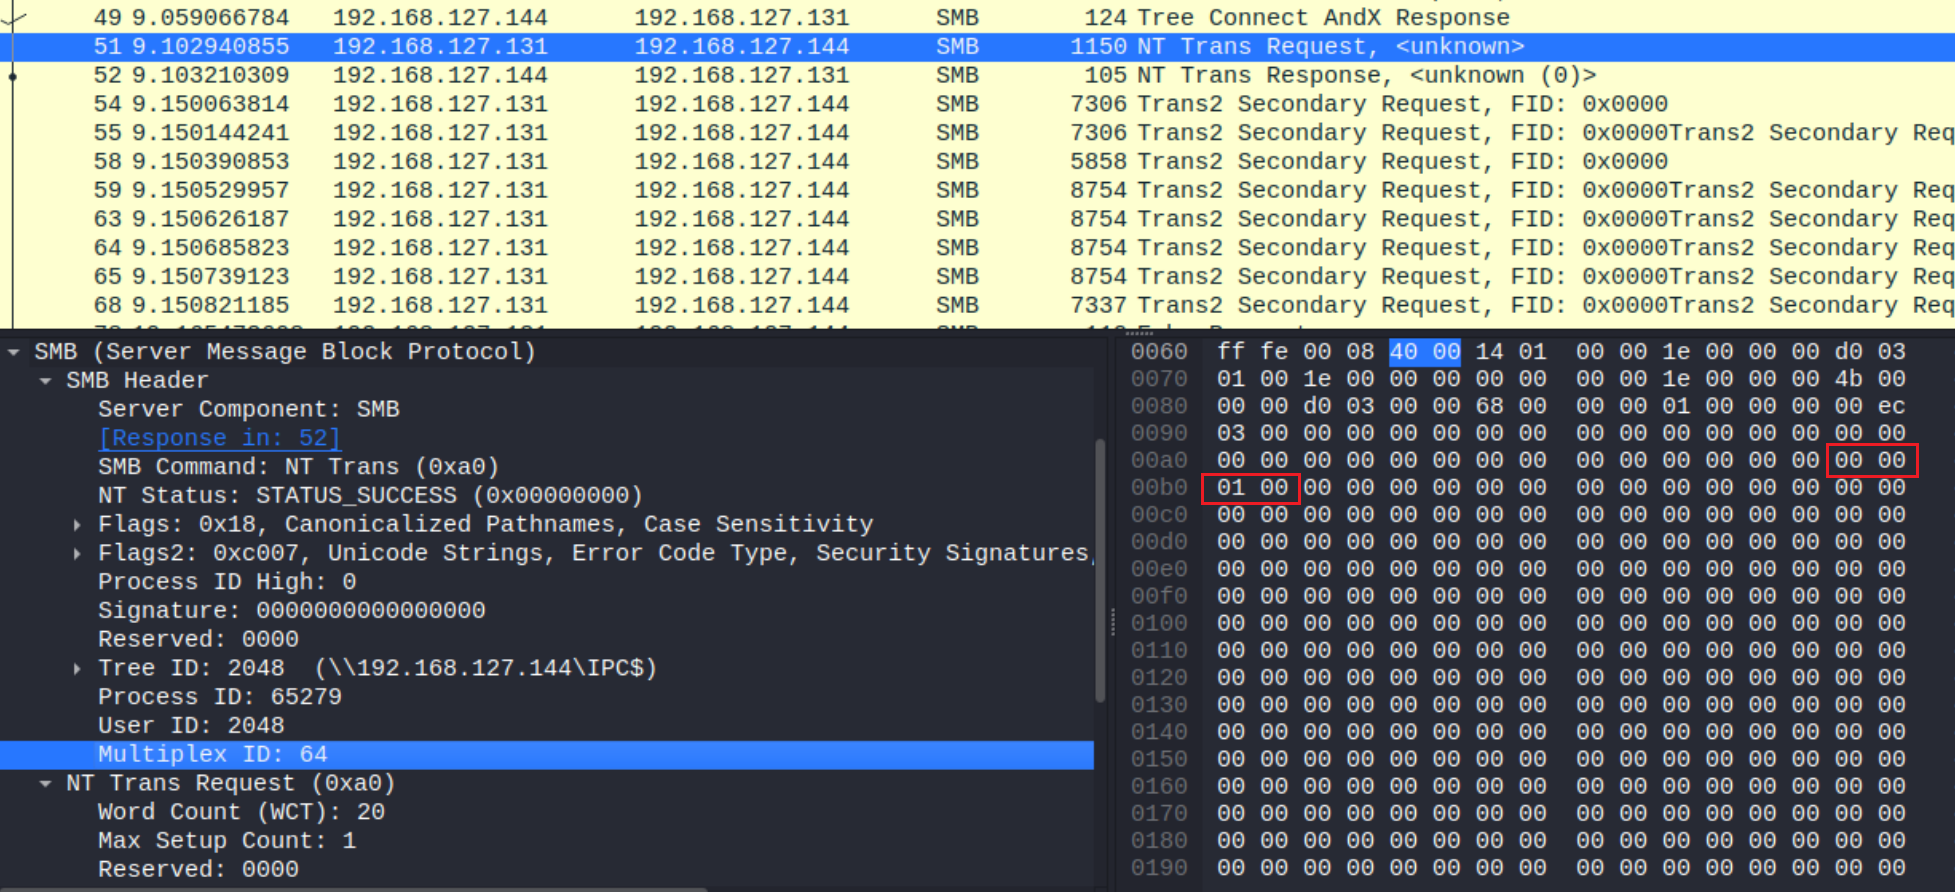 49 9.059066784 192.168.127.144 192.168.127.131 SMB 124 Tree Connect AndX Response
51 9.102940855 192.168.127.131 192.168.127.144 SMB 1150 NT Trans Request, <unknown>
52 9.103210309 192.168.127.144 192.168.127.131 SMB 105 NT Trans Response, <unknown (0)>
54 9.150063814 192.168.127.131 192.168.127.144 SMB 7306 Trans2 Secondary Request, FID: 0x0000
55 9.150144241 192.168.127.131 192.168.127.144 SMB 7306 Trans2 Secondary Request, FID: 0x0000Trans2 Secondary Req
58 9.150390853 192.168.127.131 192.168.127.144 SMB 5858 Trans2 Secondary Request, FID: 0x0000
59 9.150529957 192.168.127.131 192.168.127.144 SMB 8754 Trans2 Secondary Request, FID: 0x0000Trans2 Secondary Req
63 9.150626187 192.168.127.131 192.168.127.144 SMB 8754 Trans2 Secondary Request, FID: 0x0000Trans2 Secondary Req
64 9.150685823 192.168.127.131 192.168.127.144 SMB 8754 Trans2 Secondary Request, FID: 0x0000Trans2 Secondary Req
65 9.150739123 192.168.127.131 192.168.127.144 SMB 8754 Trans2 Secondary Request, FID: 0x0000Trans2 Secondary Req
68 9.150821185 192.168.127.131 192.168.127.144 SMB 7337 Trans2 Secondary Request, FID: 0x0000Trans2 Secondary Req
SMB (Server Message Block Protocol)
SMB Header
Server Component: SMB
[Response in: 52]
SMB Command: NT Trans (0xa0)
NT Status: STATUS_SUCCESS (0x00000000)
Flags: 0x18, Canonicalized Pathnames, Case Sensitivity
Flags2: 0xc007, Unicode Strings, Error Code Type, Security Signatures,
Process ID High: 0
Signature: 0000000000000000
Reserved: 0000
Tree ID: 2048  (\\192.168.127.144\IPC$)
Process ID: 65279
User ID: 2048
Multiplex ID: 64
NT Trans Request (0xa0)
Word Count (WCT): 20
Max Setup Count: 1
Reserved: 0000
0060 ff fe 00 08 40 00 14 01 00 00 1e 00 00 00 d0 03
0070 01 00 1e 00 00 00 00 00 00 00 1e 00 00 00 4b 00
0080 00 00 d0 03 00 00 68 00 00 00 01 00 00 00 00 ec
0090 03 00 00 00 00 00 00 00 00 00 00 00 00 00 00 00
00a0 00 00 00 00 00 00 00 00 00 00 00 00 00 00 00 00
00b0 01 00 00 00 00 00 00 00 00 00 00 00 00 00 00 00
00c0 00 00 00 00 00 00 00 00 00 00 00 00 00 00 00 00
00d0 00 00 00 00 00 00 00 00 00 00 00 00 00 00 00 00
00e0 00 00 00 00 00 00 00 00 00 00 00 00 00 00 00 00
00f0 00 00 00 00 00 00 00 00 00 00 00 00 00 00 00 00
0100 00 00 00 00 00 00 00 00 00 00 00 00 00 00 00 00
0110 00 00 00 00 00 00 00 00 00 00 00 00 00 00 00 00
0120 00 00 00 00 00 00 00 00 00 00 00 00 00 00 00 00
0130 00 00 00 00 00 00 00 00 00 00 00 00 00 00 00 00
0140 00 00 00 00 00 00 00 00 00 00 00 00 00 00 00 00
0150 00 00 00 00 00 00 00 00 00 00 00 00 00 00 00 00
0160 00 00 00 00 00 00 00 00 00 00 00 00 00 00 00 00
0170 00 00 00 00 00 00 00 00 00 00 00 00 00 00 00 00
0180 00 00 00 00 00 00 00 00 00 00 00 00 00 00 00 00
0190 00 00 00 00 00 00 00 00 00 00 00 00 00 00 00 00